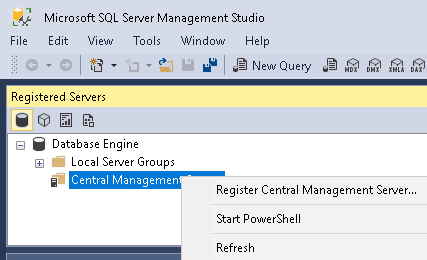 Microsoft SQL Server Management Studio
File Edit View Tools Window Help
New Query MDX DMX XMLA DAX
Registered Servers
Database Engine
Local Server Groups
Central Management
Register Central Management Server...
Start PowerShell
Refresh